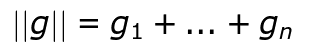 ||g|| = g₁ + ... + gₙ